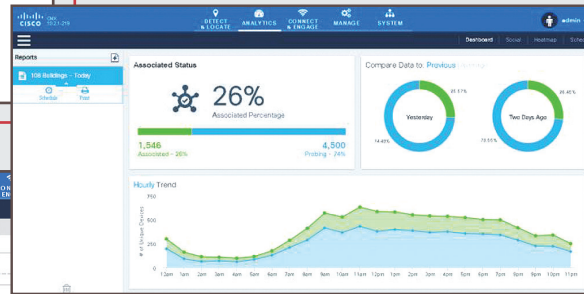 CISCO CMX
DETECT & LOCATE
ANALYTICS
CONNECT & ENGAGE
MANAGE
SYSTEM
admin
Dashboard Social Heatmap
Reports
108 Buildings - Today
Schedule Print
Associated Status
26%
Associated Percentage
1,546
4,500
Associated - 26%
Compare Data to: Previous
Yesterday
Two Days Ago
Hourly Trend
# of Unique Devices
750
500
250
0
12am 1am 2am 3am 4am 5am 6am 7am 8am 9am 10am 11am 12pm 1pm 2pm 3pm 4pm 5pm 6pm 7pm 8pm 9pm 10pm 11pm